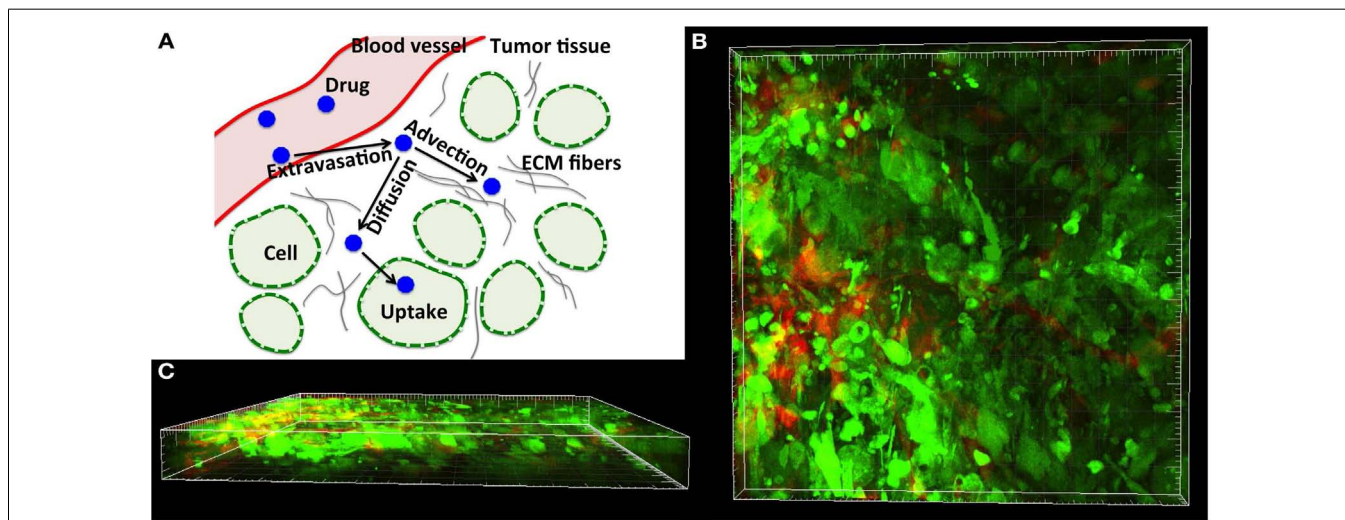 A
Blood vessel
Tumor tissue
Drug
Extravasation
Advection
ECM fibers
Diffusion
Cell
Uptake
B
C